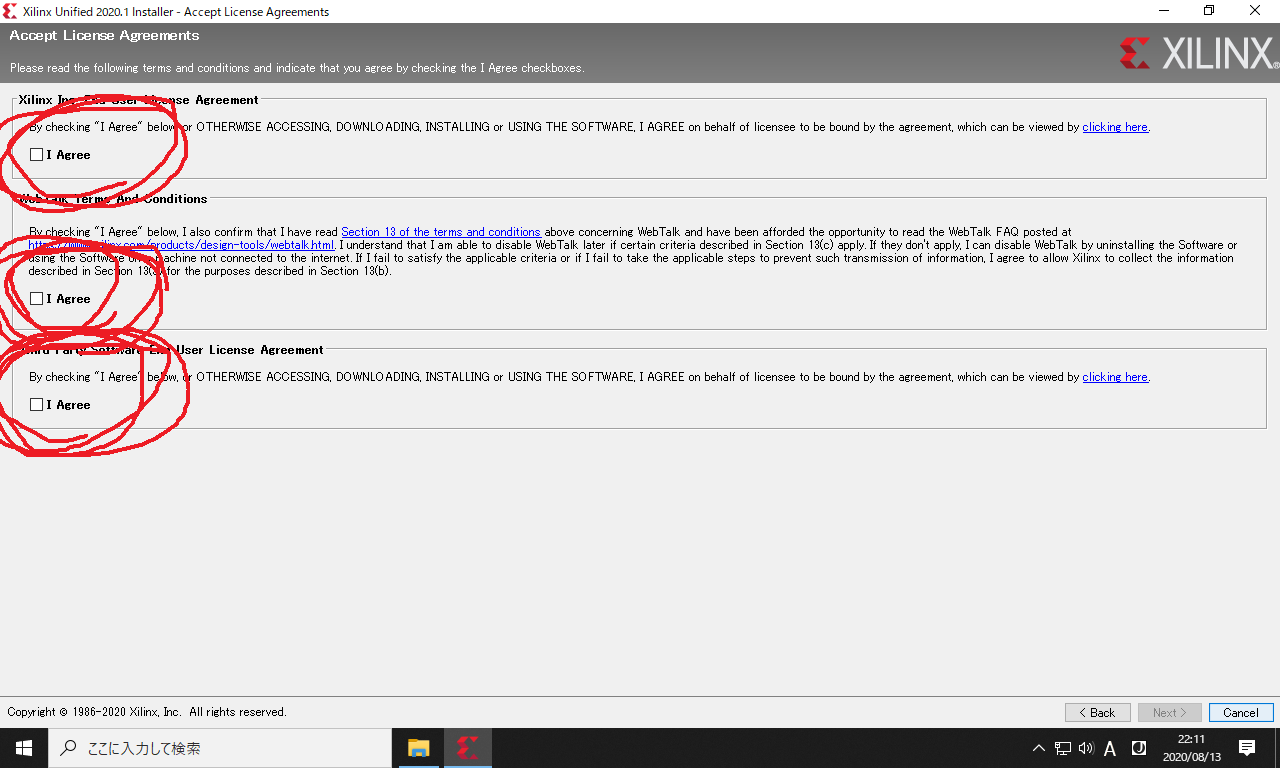 Xilinx Unified 2020.1 Installer - Accept License Agreements
Accept License Agreements
XILINX®
Please read the following terms and conditions and indicate that you agree by checking the I Agree checkboxes.
Xilinx Inc. End User License Agreement
By checking "I Agree" below, or OTHERWISE ACCESSING, DOWNLOADING, INSTALLING or USING THE SOFTWARE, I AGREE on behalf of licensee to be bound by the agreement, which can be viewed by clicking here.
I Agree
WebTalk Terms And Conditions
By checking "I Agree" below, I also confirm that I have read Section 13 of the terms and conditions above concerning WebTalk and have been afforded the opportunity to read the WebTalk FAQ posted at
https://www.xilinx.com/products/design-tools/webtalk.html. I understand that I am able to disable WebTalk later if certain criteria described in Section 13(c) apply. If they don't apply, I can disable WebTalk by uninstalling the Software or
using the Software on a machine not connected to the internet. If I fail to satisfy the applicable criteria or if I fail to take the applicable steps to prevent such transmission of information, I agree to allow Xilinx to collect the information
described in Section 13(a) for the purposes described in Section 13(b).
I Agree
Third Party Software End User License Agreement
By checking "I Agree" below, or OTHERWISE ACCESSING, DOWNLOADING, INSTALLING or USING THE SOFTWARE, I AGREE on behalf of licensee to be bound by the agreement, which can be viewed by clicking here.
I Agree
Copyright © 1986-2020 Xilinx, Inc. All rights reserved.
< Back
Next >
Cancel
ここに入力して検索
A
J
22:11
2020/08/13